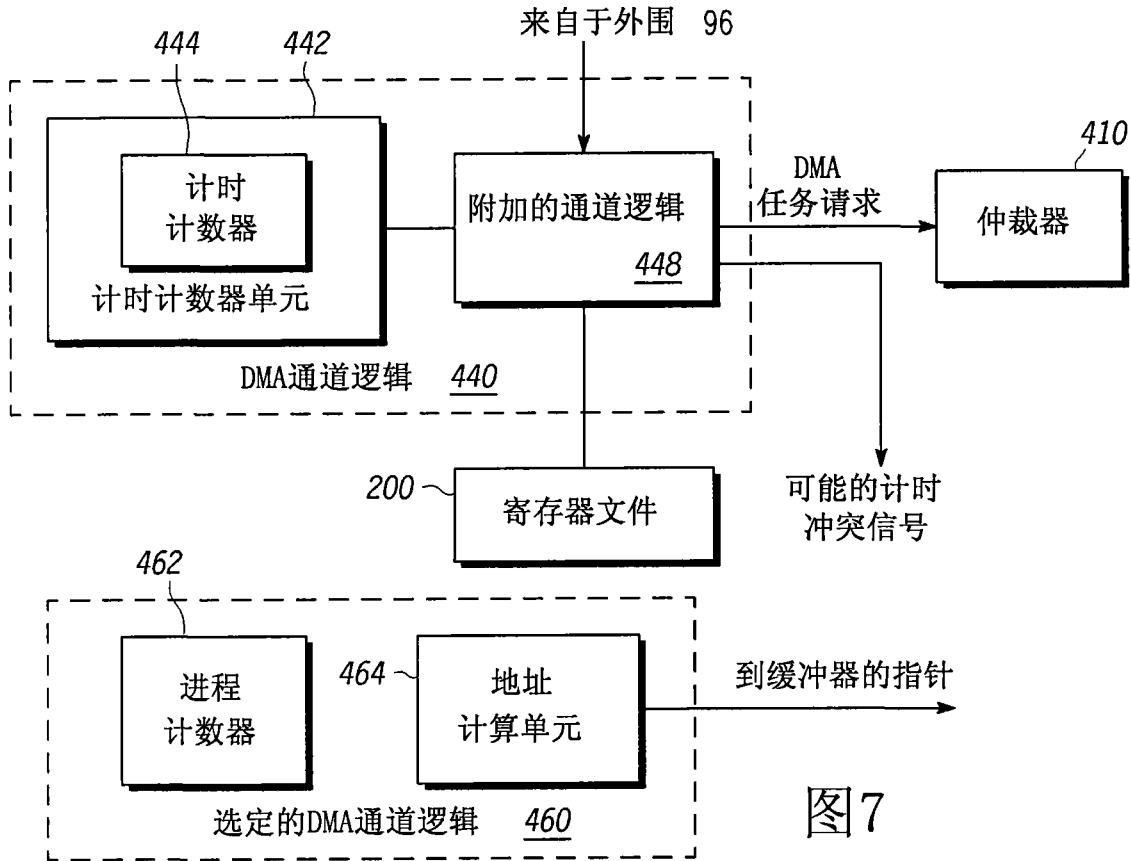 来自于外围 96
444
442
410
计时
计数器
计时计数器单元
附加的通道逻辑
448
DMA
任务请求
仲裁器
DMA通道逻辑 440
200
寄存器文件
可能的计时
冲突信号
462
进程
计数器
464
地址
计算单元
到缓冲器的指针
选定的DMA通道逻辑 460
图7